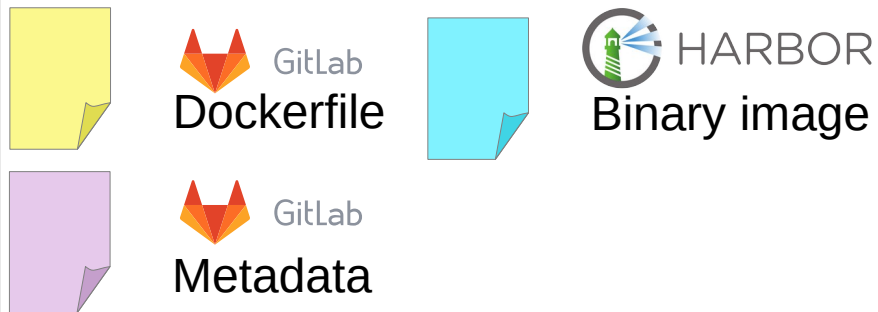 GitLab
Dockerfile
HARBOR
Binary image
GitLab
Metadata